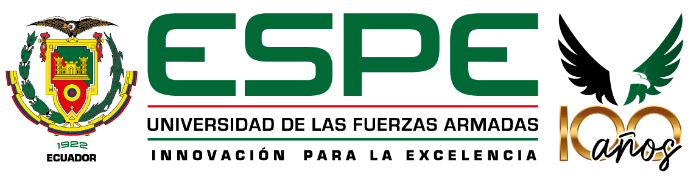 1922
ECUADOR
ESPE
UNIVERSIDAD DE LAS FUERZAS ARMADAS
INNOVACIÓN PARA LA EXCELENCIA
100
años